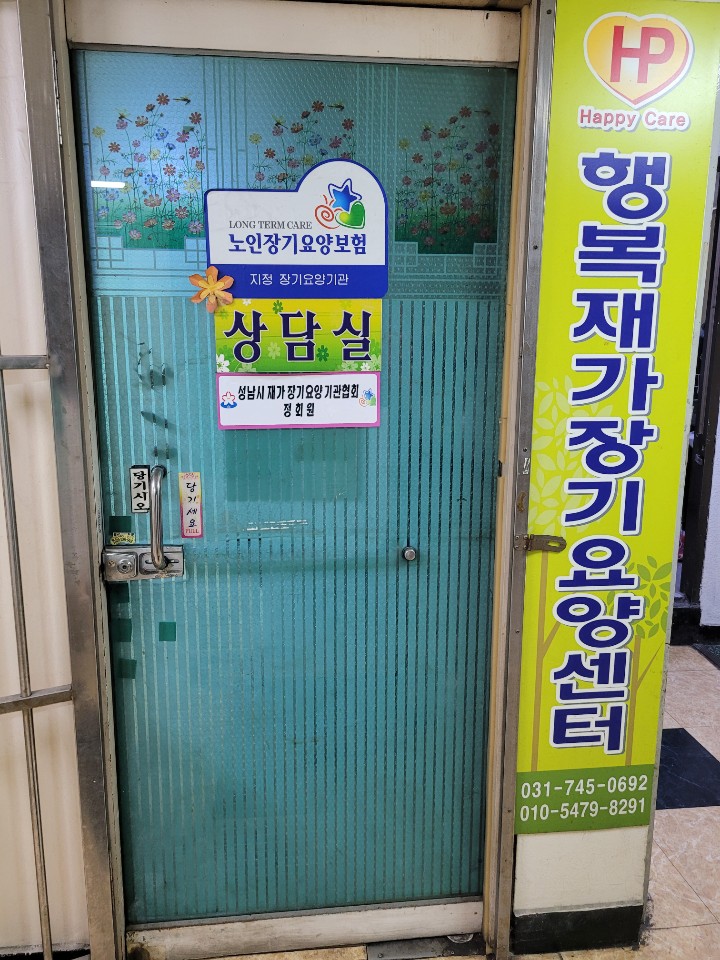 LONG TERM CARE
노인장기요양보험
지정 장기요양기관
상담실
성남시 재가 장기요양 기관협회
정회원
당기시오
당기세요
PULL
HP
Happy Care
행복재가장기요양센터
031-745-0692
010-5479-8291